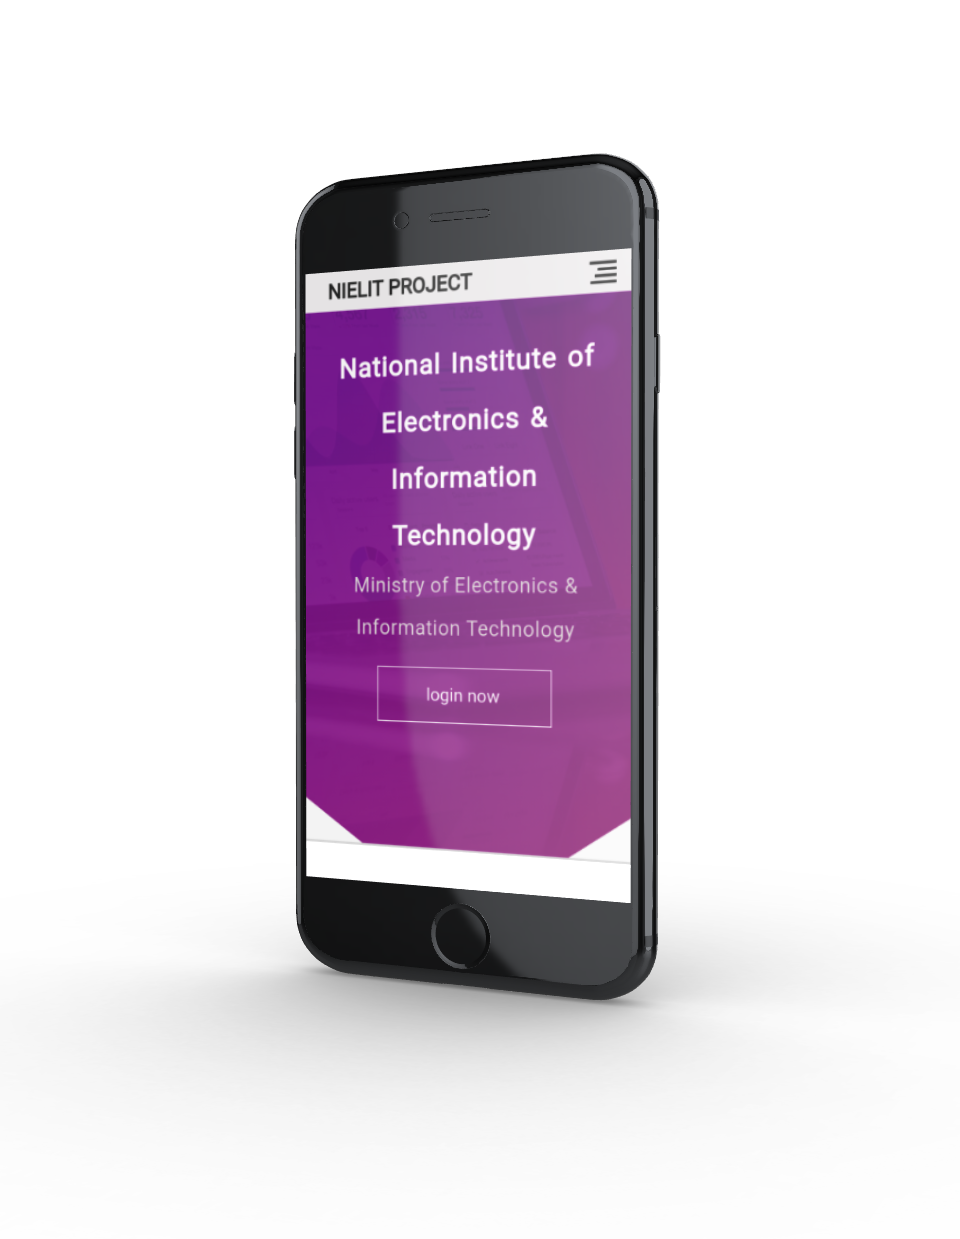 NIELIT PROJECT
National Institute of
Electronics &
Information
Technology
Ministry of Electronics &
Information Technology
login now